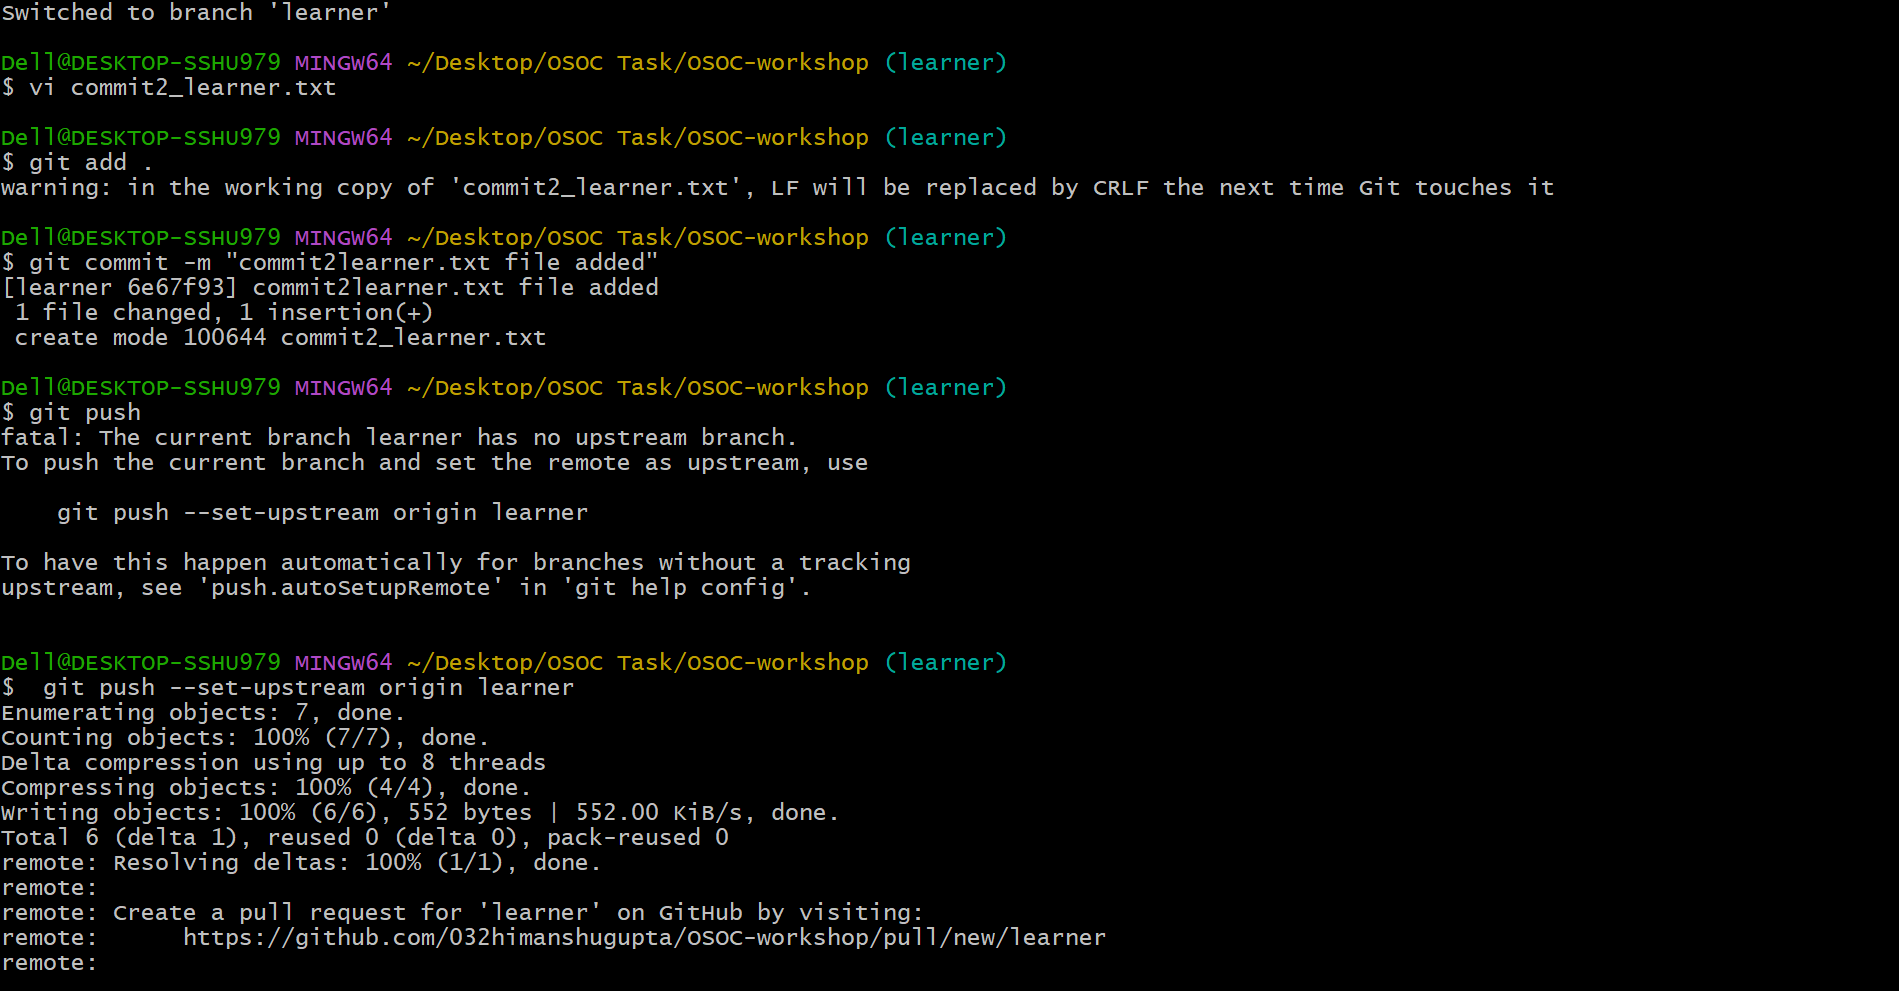 Switched to branch 'learner'
Dell@DESKTOP-SSHU979 MINGW64 ~/Desktop/OSOC Task/OSOC-workshop (learner)
$ vi commit2_learner.txt
Dell@DESKTOP-SSHU979 MINGW64 ~/Desktop/OSOC Task/OSOC-workshop (learner)
$ git add .
warning: in the working copy of 'commit2_learner.txt', LF will be replaced by CRLF the next time Git touches it
Dell@DESKTOP-SSHU979 MINGW64 ~/Desktop/OSOC Task/OSOC-workshop (learner)
$ git commit -m "commit2learner.txt file added"
[learner 6e67f93] commit2learner.txt file added
 1 file changed, 1 insertion(+)
 create mode 100644 commit2_learner.txt
Dell@DESKTOP-SSHU979 MINGW64 ~/Desktop/OSOC Task/OSOC-workshop (learner)
$ git push
fatal: The current branch learner has no upstream branch.
To push the current branch and set the remote as upstream, use
    git push --set-upstream origin learner
To have this happen automatically for branches without a tracking
upstream, see 'push.autoSetupRemote' in 'git help config'.
Dell@DESKTOP-SSHU979 MINGW64 ~/Desktop/OSOC Task/OSOC-workshop (learner)
$  git push --set-upstream origin learner
Enumerating objects: 7, done.
Counting objects: 100% (7/7), done.
Delta compression using up to 8 threads
Compressing objects: 100% (4/4), done.
Writing objects: 100% (6/6), 552 bytes | 552.00 KiB/s, done.
Total 6 (delta 1), reused 0 (delta 0), pack-reused 0
remote: Resolving deltas: 100% (1/1), done.
remote:
remote: Create a pull request for 'learner' on GitHub by visiting:
remote:      https://github.com/032himanshugupta/OSOC-workshop/pull/new/learner
remote: